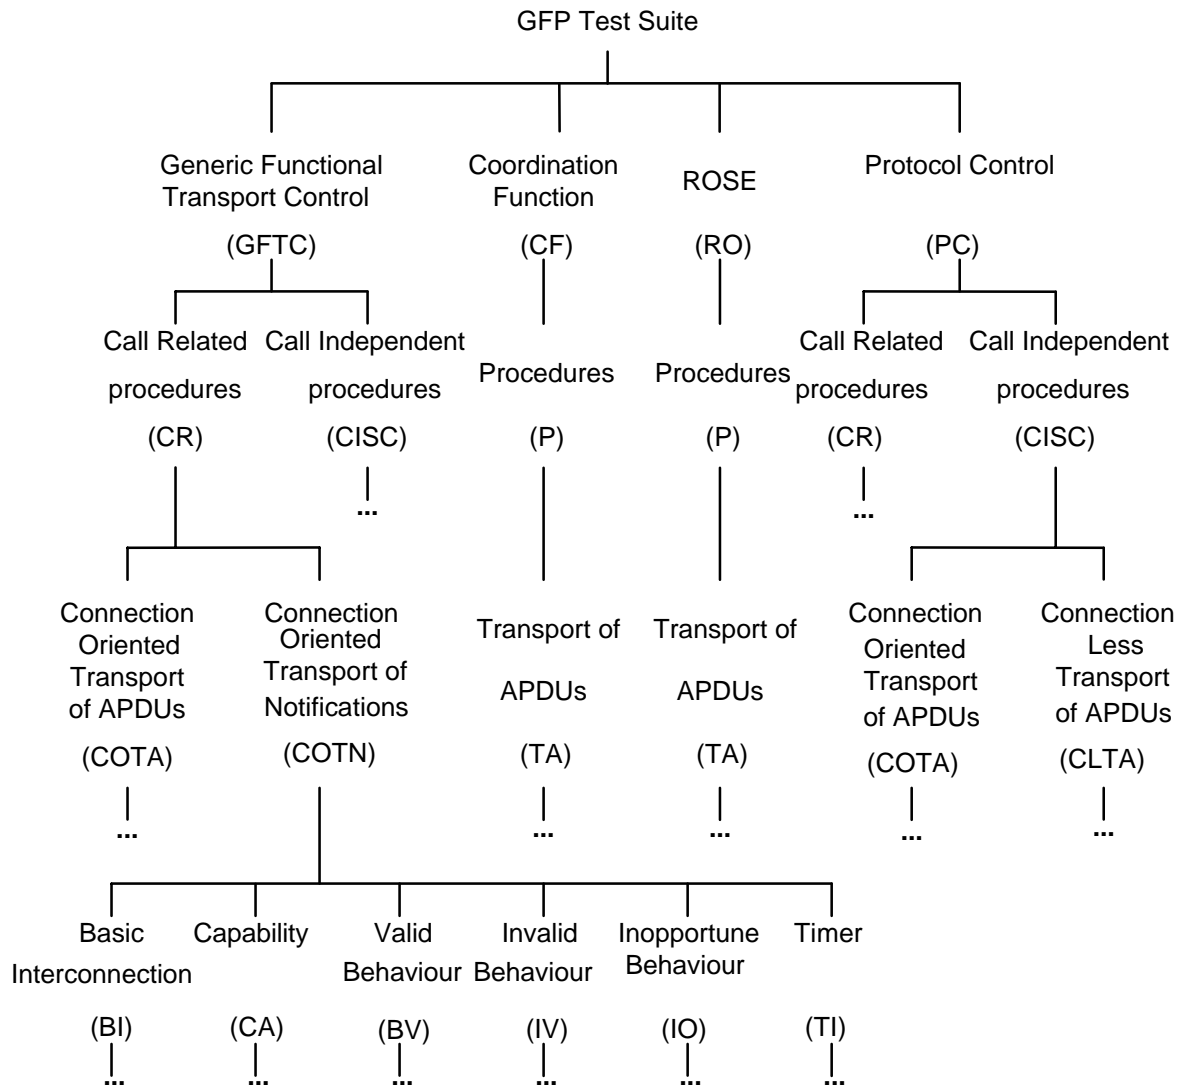 GFP Test Suite
Generic Functional
Transport Control
(GFTC)
Coordination
Function
(CF)
ROSE
(RO)
Protocol Control
(PC)
Call Related
procedures
(CR)
Call Independent
procedures
(CISC)
...
Procedures
(P)
Procedures
(P)
Call Related
procedures
(CR)
...
Call Independent
procedures
(CISC)
Connection
Oriented
Transport
of APDUs
(COTA)
...
Connection
Oriented
Transport of
Notifications
(COTN)
Transport of
APDUs
(TA)
...
Transport of
APDUs
(TA)
...
Connection
Oriented
Transport
of APDUs
(COTA)
...
Connection
Less
Transport
of APDUs
(CLTA)
...
Basic
Interconnection
(BI)
...
Capability
(CA)
...
Valid
Behaviour
(BV)
...
Invalid
Behaviour
(IV)
...
Inopportune
Behaviour
(IO)
...
Timer
(TI)
...